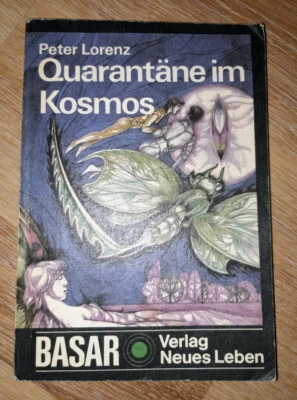 Peter Lorenz
Quarantäne im
Kosmos
BASAR
Verlag
Neues Leben